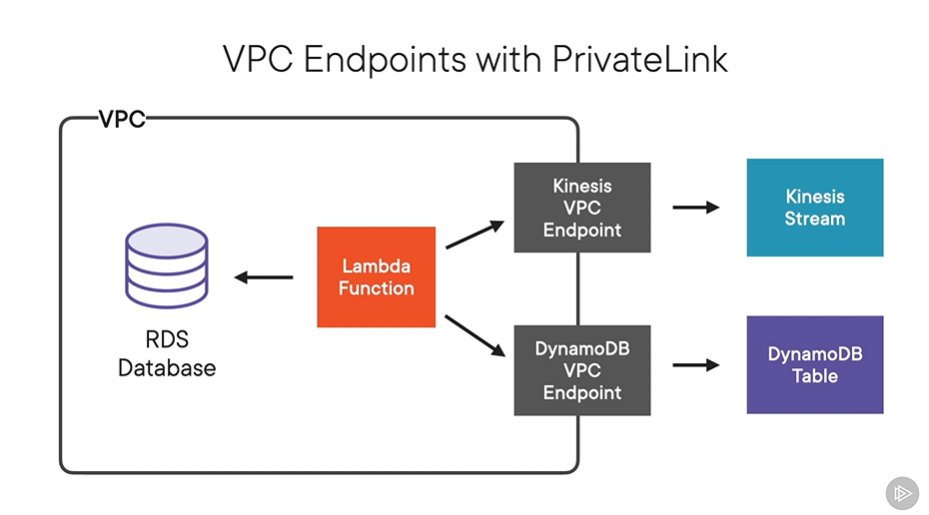 VPC Endpoints with PrivateLink
VPC
Kinesis
VPC
Endpoint
Kinesis
Stream
Lambda
Function
RDS
Database
DynamoDB
VPC
Endpoint
DynamoDB
Table